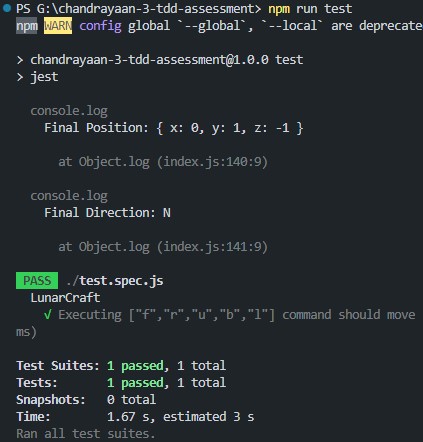 PS G:\chandrayaan-3-tdd-assessment> npm run test
npm WARN config global `--global`, `--local` are deprecate
> chandrayaan-3-tdd-assessment@1.0.0 test
> jest
console.log
Final Position: { x: 0, y: 1, z: -1 }
at Object.log (index.js:140:9)
console.log
Final Direction: N
at Object.log (index.js:141:9)
PASS ./test.spec.js
LunarCraft
√ Executing ["f","r","u","b","l"] command should move
ms)
Test Suites: 1 passed, 1 total
Tests: 1 passed, 1 total
Snapshots: 0 total
Time: 1.67 s, estimated 3 s
Ran all test suites.